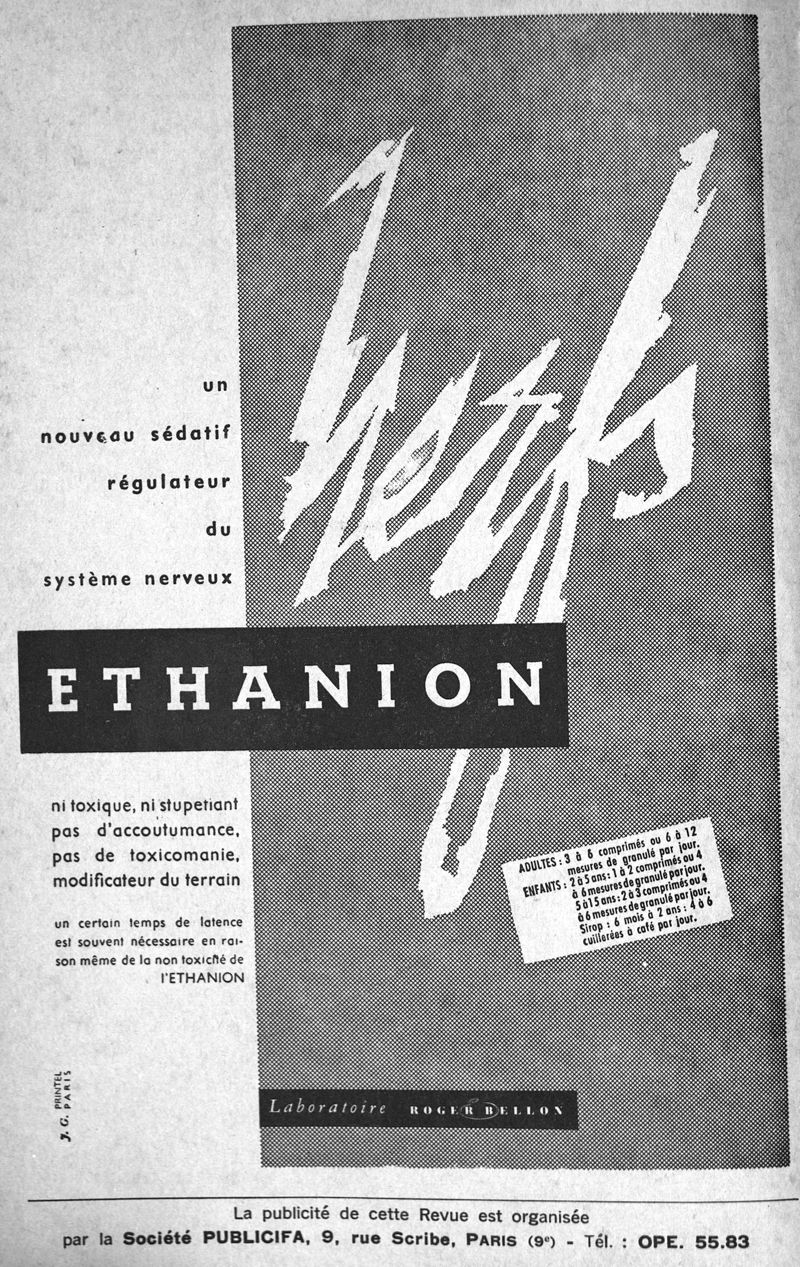 nerfs
un
nouveau sédatif
régulateur
du
système nerveux
ETHANION
ni toxique, ni stupetiant
pas d'accoutumance,
pas de toxicomanie,
modificateur du terrain
un certain temps de latence
est souvent nécessaire en rai-
son même de la non toxicité de
l'ETHANION
ADULTES : 3 à 6 comprimés ou 6 à 12
mesures de granulé par jour.
ENFANTS : 2 à 5 ans : 1 à 2 comprimés ou 4
à 6 mesures de granulé par jour.
5 à 15 ans : 2 à 3 comprimés ou 4
à 6 mesures de granulé par jour.
Sirop : 6 mois à 2 ans : 4 à 6
cuillerées à café par jour.
J. G. PRINTEL
PARIS
Laboratoire ROGER BELLON
La publicité de cette Revue est organisée
par la Société PUBLICIFA, 9, rue Scribe, PARIS (9e) - Tél. : OPE. 55.83